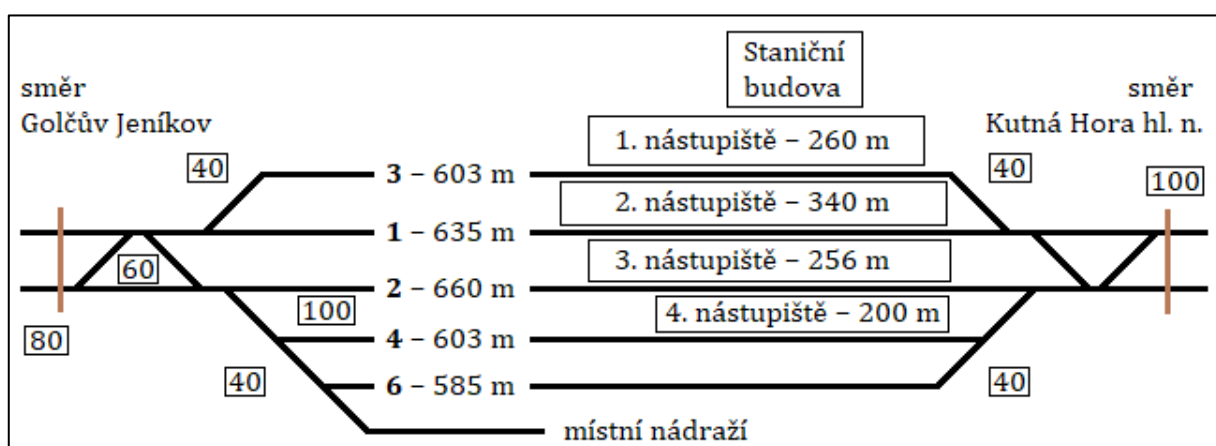 Staniční
budova
směr
Golčův Jeníkov
směr
Kutná Hora hl. n.
1. nástupiště – 260 m
40
3 – 603 m
40
100
2. nástupiště – 340 m
1 – 635 m
3. nástupiště – 256 m
60
2 – 660 m
100
4. nástupiště – 200 m
80
4 – 603 m
40
6 – 585 m
40
místní nádraží